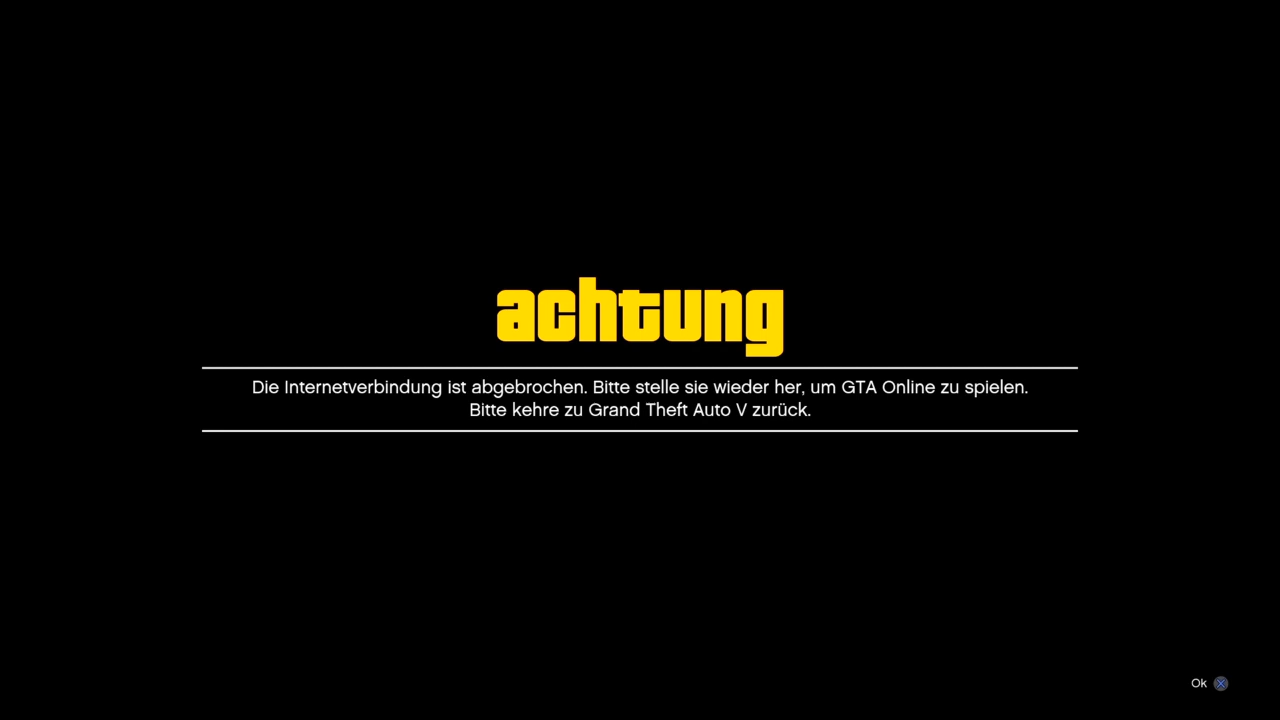 achtung
Die Internetverbindung ist abgebrochen. Bitte stelle sie wieder her, um GTA Online zu spielen.
Bitte kehre zu Grand Theft Auto V zurück.
Ok